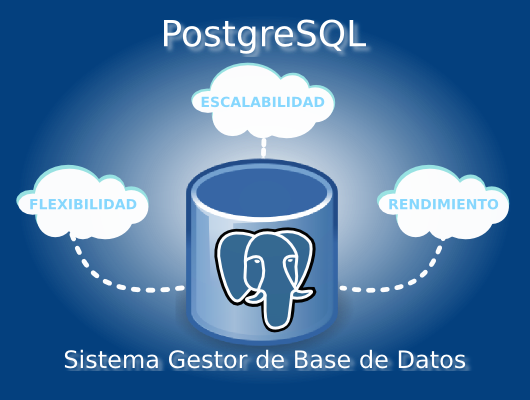 PostgreSQL
ESCALABILIDAD
FLEXIBILIDAD
RENDIMIENTO
Sistema Gestor de Base de Datos